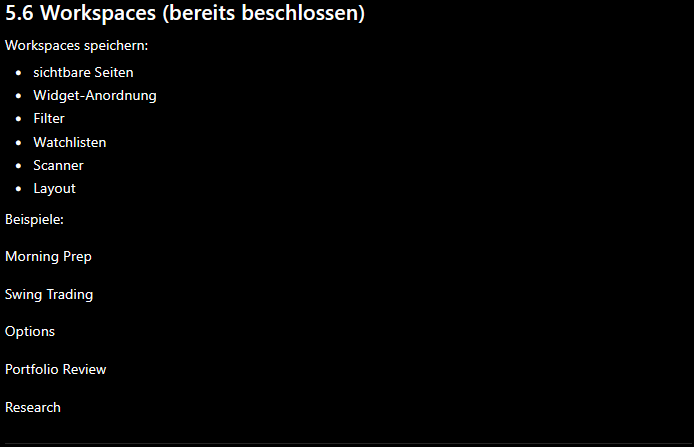 5.6 Workspaces (bereits beschlossen)
Workspaces speichern:
• sichtbare Seiten
• Widget-Anordnung
• Filter
• Watchlisten
• Scanner
• Layout
Beispiele:
Morning Prep
Swing Trading
Options
Portfolio Review
Research